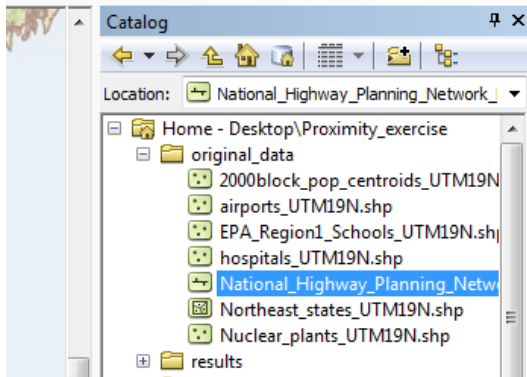 Catalog
Location: National_Highway_Planning_Network_
Home - Desktop\Proximity_exercise
original_data
2000block_pop_centroids_UTM19N
airports_UTM19N.shp
EPA_Region1_Schools_UTM19N.sh
hospitals_UTM19N.shp
National_Highway_Planning_Netw
Northeast_states_UTM19N.shp
Nuclear_plants_UTM19N.shp
results